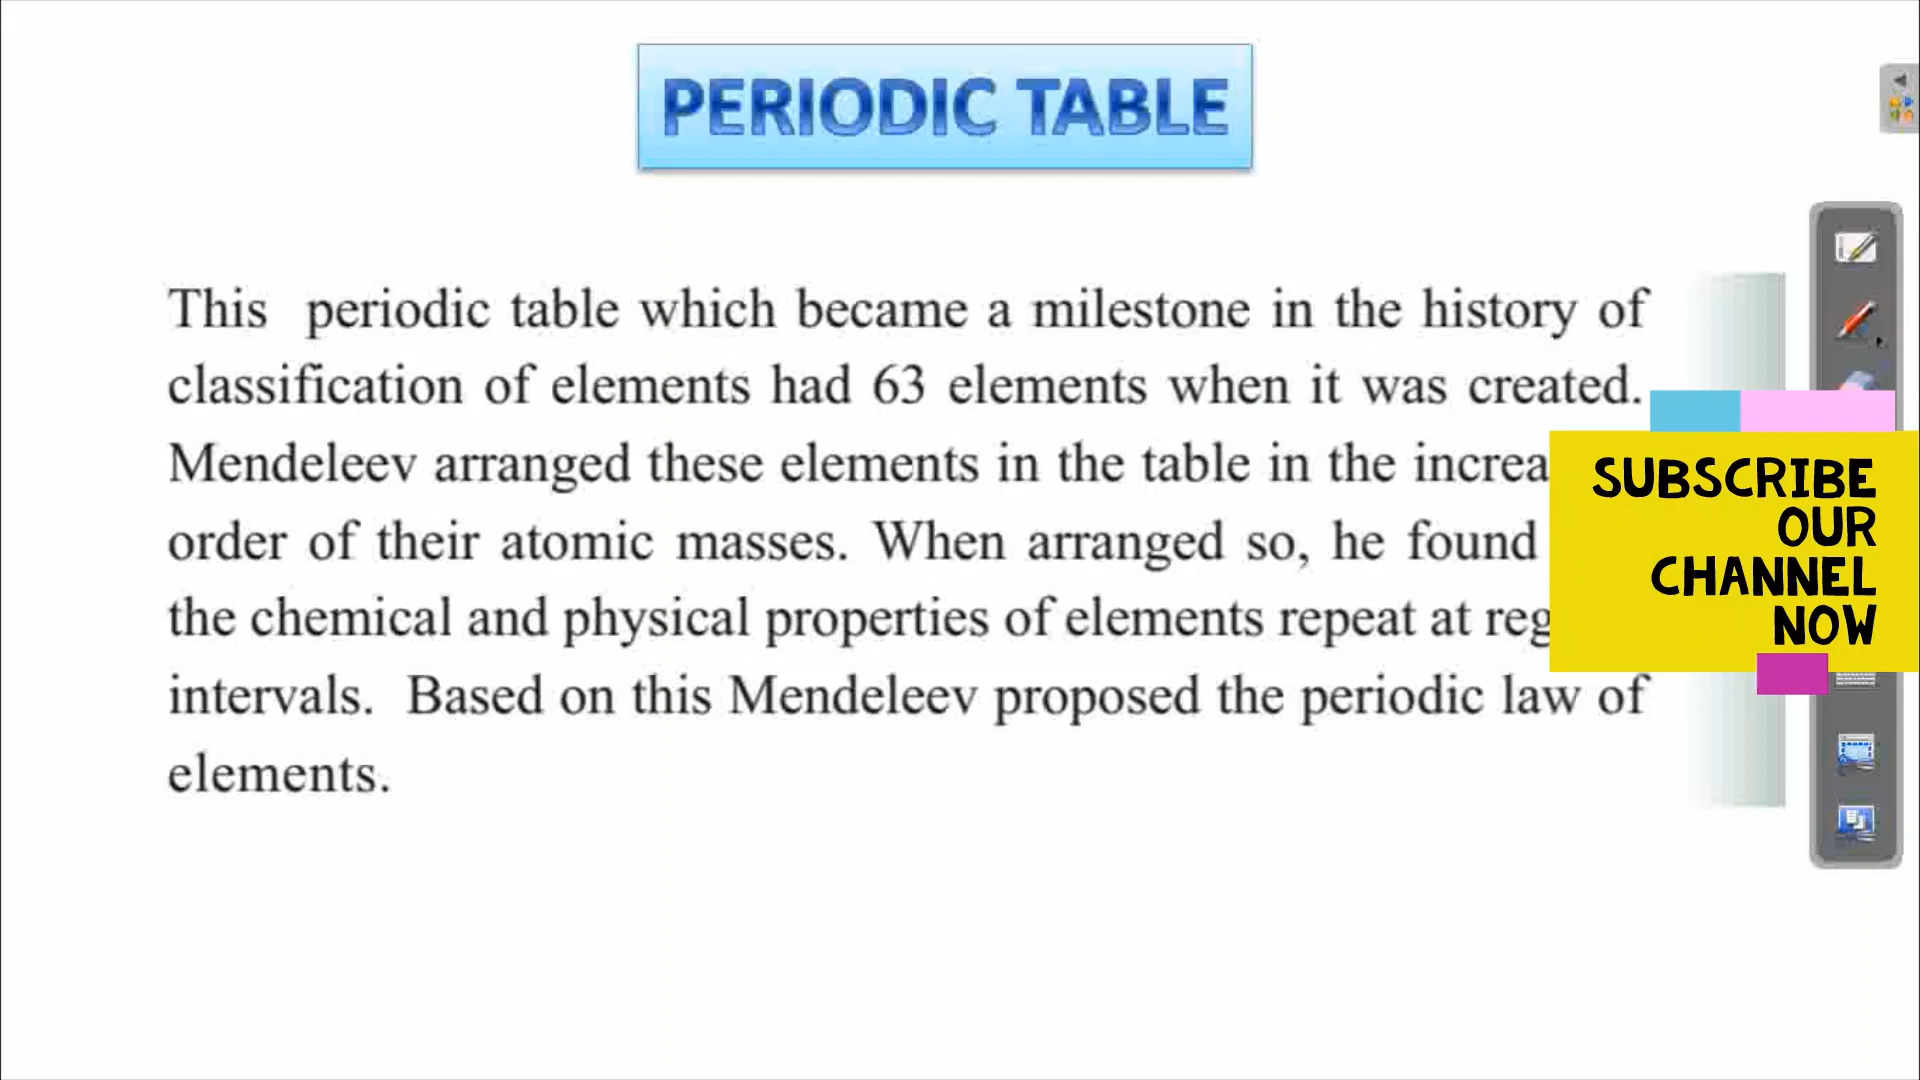 PERIODIC TABLE
This periodic table which became a milestone in the history of
classification of elements had 63 elements when it was created.
Mendeleev arranged these elements in the table in the increa
order of their atomic masses. When arranged so, he found
the chemical and physical properties of elements repeat at reg
intervals. Based on this Mendeleev proposed the periodic law of
elements.
SUBSCRIBE
OUR
CHANNEL
NOW